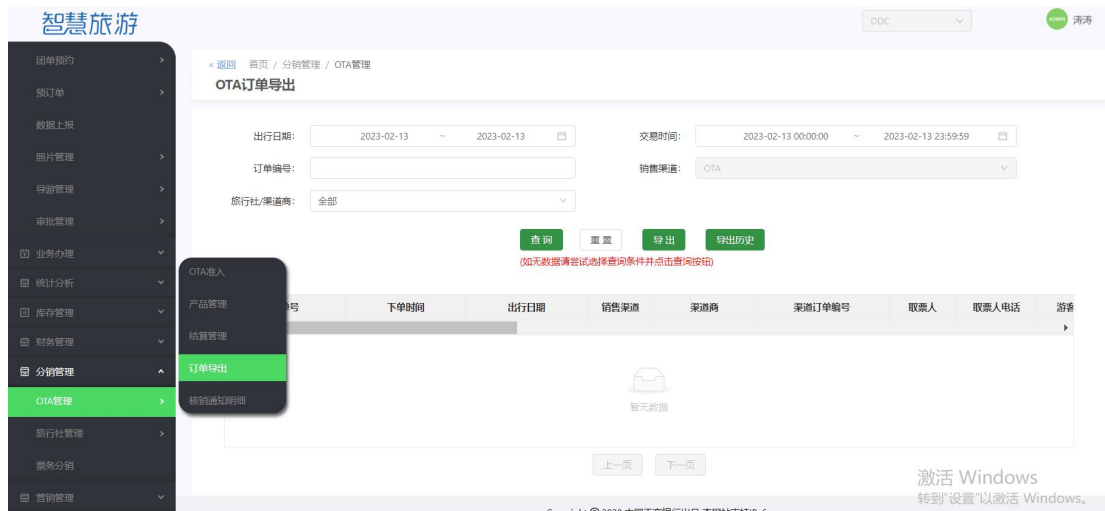 智慧旅游
DDC
ADMIN 涛涛
团单预约
预订单
数据上报
照片管理
导游管理
审批管理
业务办理
统计分析
库存管理
财务管理
分销管理
OTA管理
旅行社管理
票务分销
营销管理
OTA准入
产品管理
结算管理
订单导出
核销通知明细
< 返回 首页 / 分销管理 / OTA管理
OTA订单导出
出行日期: 2023-02-13 ~ 2023-02-13
交易时间: 2023-02-13 00:00:00 ~ 2023-02-13 23:59:59
订单编号:
销售渠道: OTA
旅行社/渠道商: 全部
查询 重置 导出 导出历史
(如无数据请尝试选择查询条件并点击查询按钮)
号 下单时间 出行日期 销售渠道 渠道商 渠道订单编号 取票人 取票人电话 游客
暂无数据
上一页 下一页
激活 Windows
转到"设置"以激活 Windows。